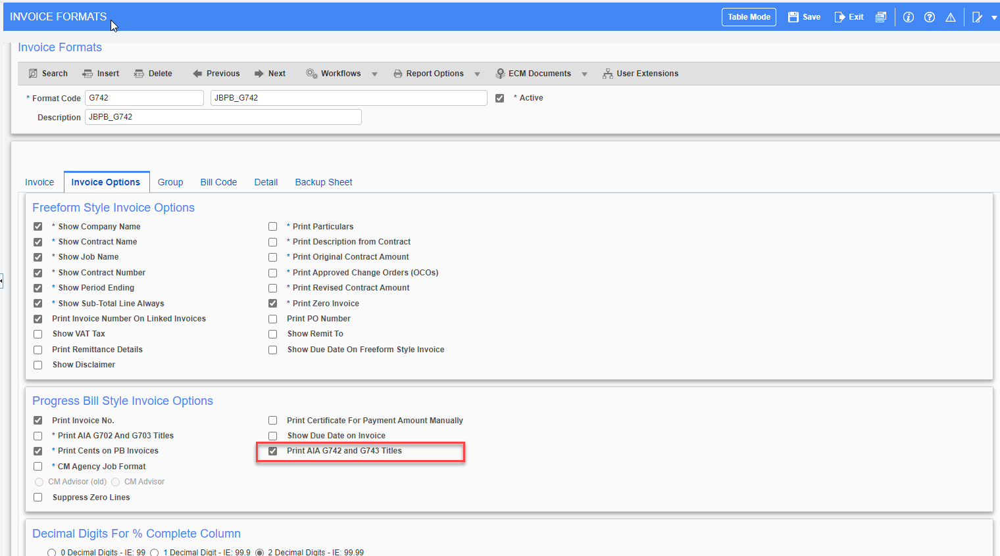 INVOICE FORMATS Table Mode Save Exit
Invoice Formats
Search Insert Delete Previous Next Workflows Report Options ECM Documents User Extensions
* Format Code G742 JBPB_G742 * Active
Description JBPB_G742
Invoice Invoice Options Group Bill Code Detail Backup Sheet
Freeform Style Invoice Options
* Show Company Name * Print Particulars
* Show Contract Name * Print Description from Contract
* Show Job Name * Print Original Contract Amount
* Show Contract Number * Print Approved Change Orders (OCOs)
* Show Period Ending * Print Revised Contract Amount
* Show Sub-Total Line Always * Print Zero Invoice
Print Invoice Number On Linked Invoices Print PO Number
Show VAT Tax Show Remit To
Print Remittance Details Show Due Date On Freeform Style Invoice
Show Disclaimer
Progress Bill Style Invoice Options
Print Invoice No. Print Certificate For Payment Amount Manually
* Print AIA G702 And G703 Titles Show Due Date on Invoice
* Print Cents on PB Invoices Print AIA G742 and G743 Titles
* CM Agency Job Format
CM Advisor (old) CM Advisor
Suppress Zero Lines
Decimal Digits For % Complete Column
0 Decimal Digits - IE: 99 1 Decimal Digit - IE: 99.9 2 Decimal Digits - IE: 99.99